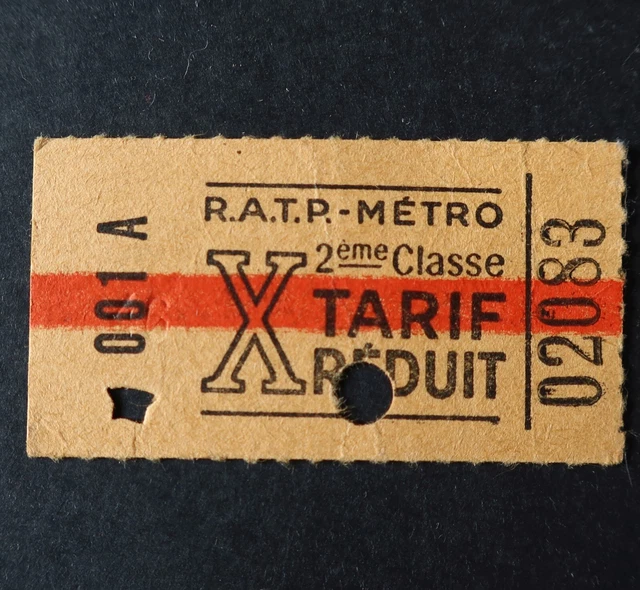 001 A
R.A.T.P.-MÉTRO
X
2ème Classe
TARIF
RÉDUIT
02083